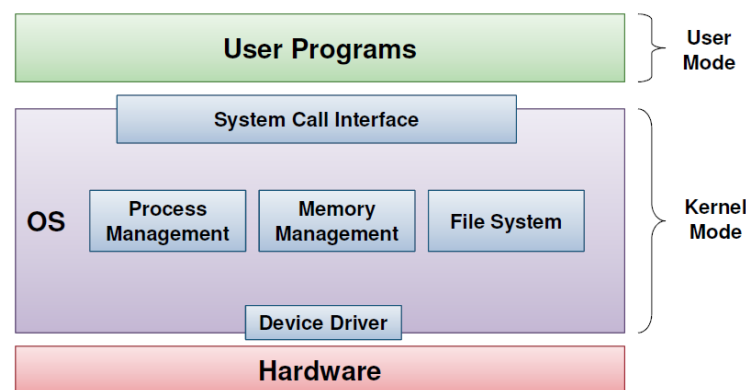 User Programs
User
Mode
System Call Interface
OS
Process
Management
Memory
Management
File System
Kernel
Mode
Device Driver
Hardware